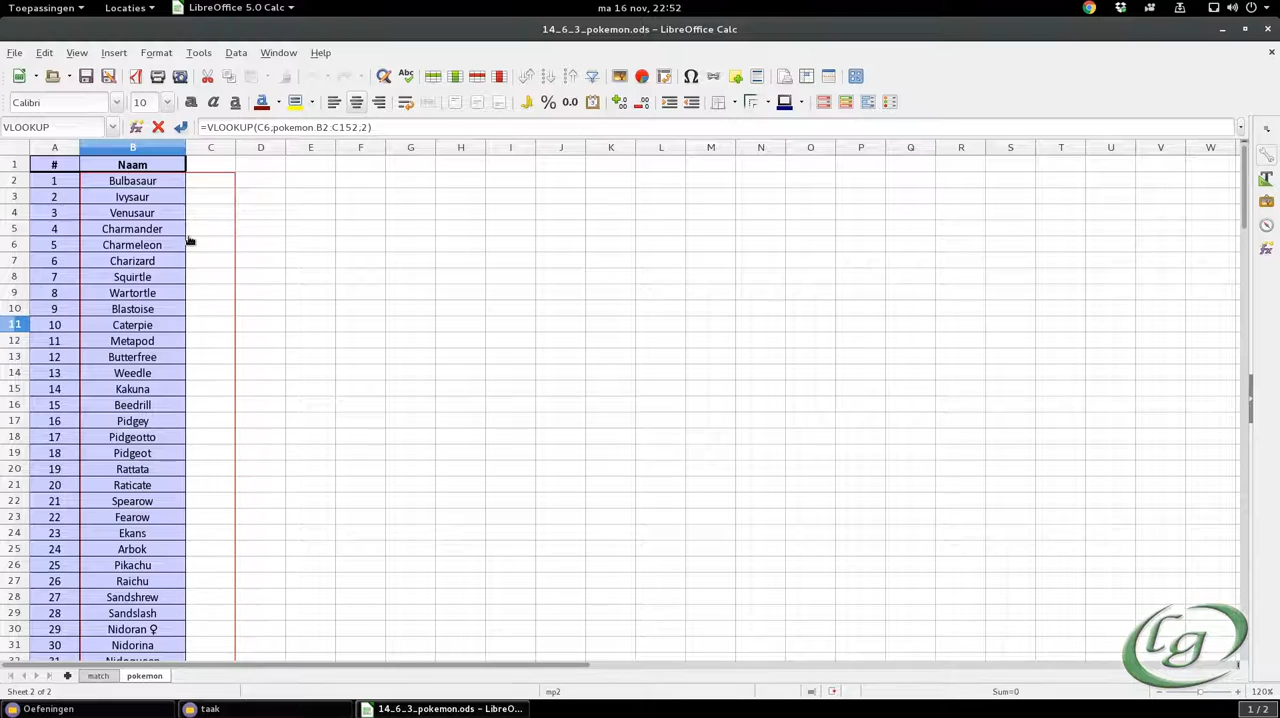 Toepassingen Locaties LibreOffice 5.0 Calc ma 16 nov, 22:52
14_6_3_pokemon.ods – LibreOffice Calc
File Edit View Insert Format Tools Data Window Help
Calibri 10
VLOOKUP =VLOOKUP(C6;pokemon.B2:C152;2)
A B C D E F G H I J K L M N O P Q R S T U V W
1 # Naam
2 1 Bulbasaur
3 2 Ivysaur
4 3 Venusaur
5 4 Charmander
6 5 Charmeleon
7 6 Charizard
8 7 Squirtle
9 8 Wartortle
10 9 Blastoise
11 10 Caterpie
12 11 Metapod
13 12 Butterfree
14 13 Weedle
15 14 Kakuna
16 15 Beedrill
17 16 Pidgey
18 17 Pidgeotto
19 18 Pidgeot
20 19 Rattata
21 20 Raticate
22 21 Spearow
23 22 Fearow
24 23 Ekans
25 24 Arbok
26 25 Pikachu
27 26 Raichu
28 27 Sandshrew
29 28 Sandslash
30 29 Nidoran ♀
31 30 Nidorina
32 31 Nidoqueen
match pokemon
Sheet 2 of 2 mp2 Sum=0 120%
Oefeningen taak 14_6_3_pokemon.ods – LibreO... 1 / 2
Cg